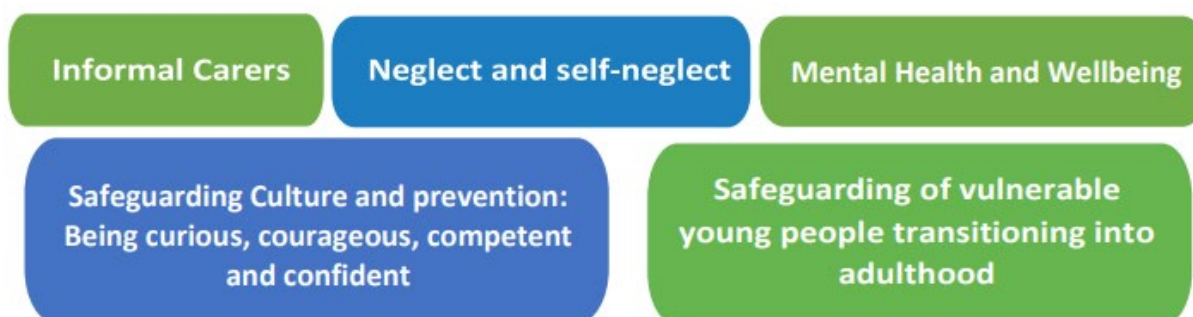 Informal Carers
Neglect and self-neglect
Mental Health and Wellbeing
Safeguarding Culture and prevention:
Being curious, courageous, competent
and confident
Safeguarding of vulnerable
young people transitioning into
adulthood